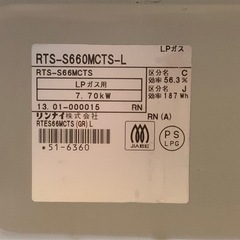 LPガス
RTS-S660MCTS-L
RTS-S66MCTS
区分名 C
効率 56.3%
LPガス用
7.70kW
区分名 J
効率 187Wh
13.01-000015 RN
RN(A)
リンナイ株式会社
RTES66MCTS(GR)L
*51-6360*
JIA
PS
LPG